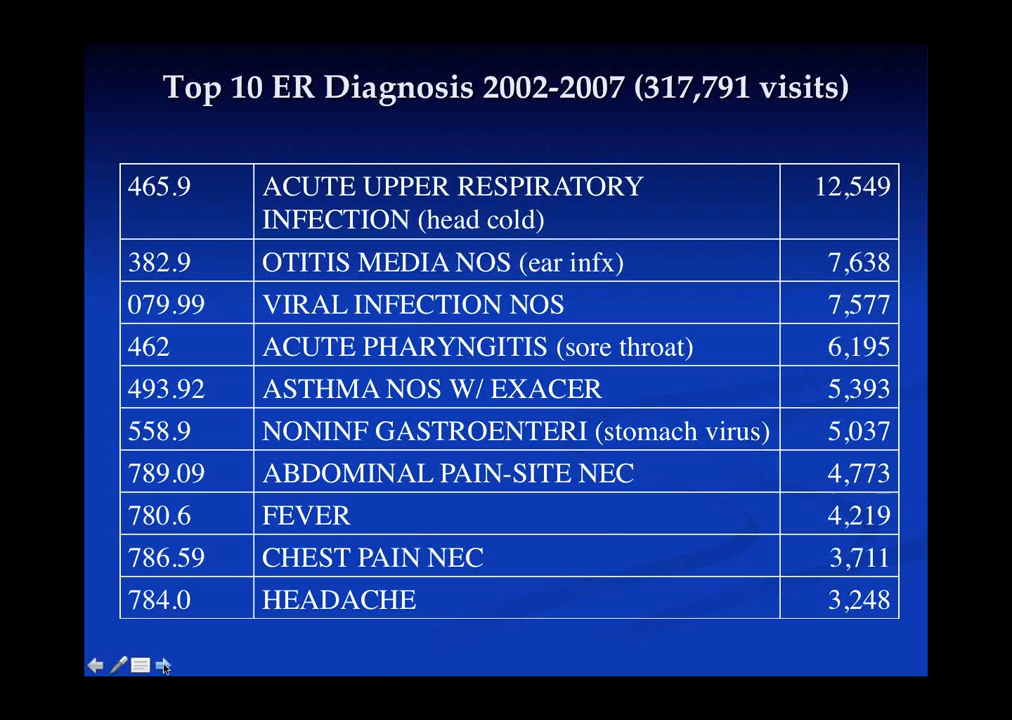 Top 10 ER Diagnosis 2002-2007 (317,791 visits)
465.9 ACUTE UPPER RESPIRATORY 12,549
INFECTION (head cold)
382.9 OTITIS MEDIA NOS (ear infx) 7,638
079.99 VIRAL INFECTION NOS 7,577
462 ACUTE PHARYNGITIS (sore throat) 6,195
493.92 ASTHMA NOS W/ EXACER 5,393
558.9 NONINF GASTROENTERI (stomach virus) 5,037
789.09 ABDOMINAL PAIN-SITE NEC 4,773
780.6 FEVER 4,219
786.59 CHEST PAIN NEC 3,711
784.0 HEADACHE 3,248